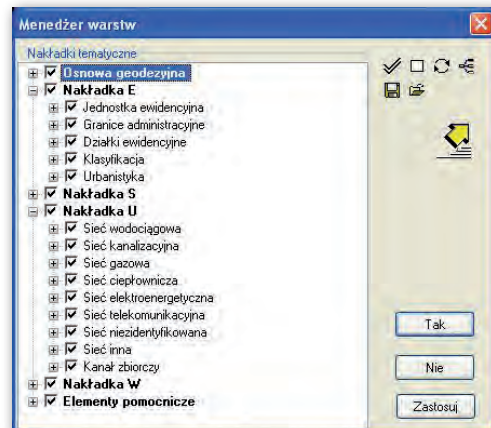 Menedżer warstw
Nakładki tematyczne
Osnowa geodezyjna
Nakładka E
Jednostka ewidencyjna
Granice administracyjne
Działki ewidencyjne
Klasyfikacja
Urbanistyka
Nakładka S
Nakładka U
Sieć wodociągowa
Sieć kanalizacyjna
Sieć gazowa
Sieć ciepłownicza
Sieć elektroenergetyczna
Sieć telekomunikacyjna
Sieć niezidentyfikowana
Sieć inna
Kanał zbiorczy
Nakładka W
Elementy pomocnicze
Tak
Nie
Zastosuj